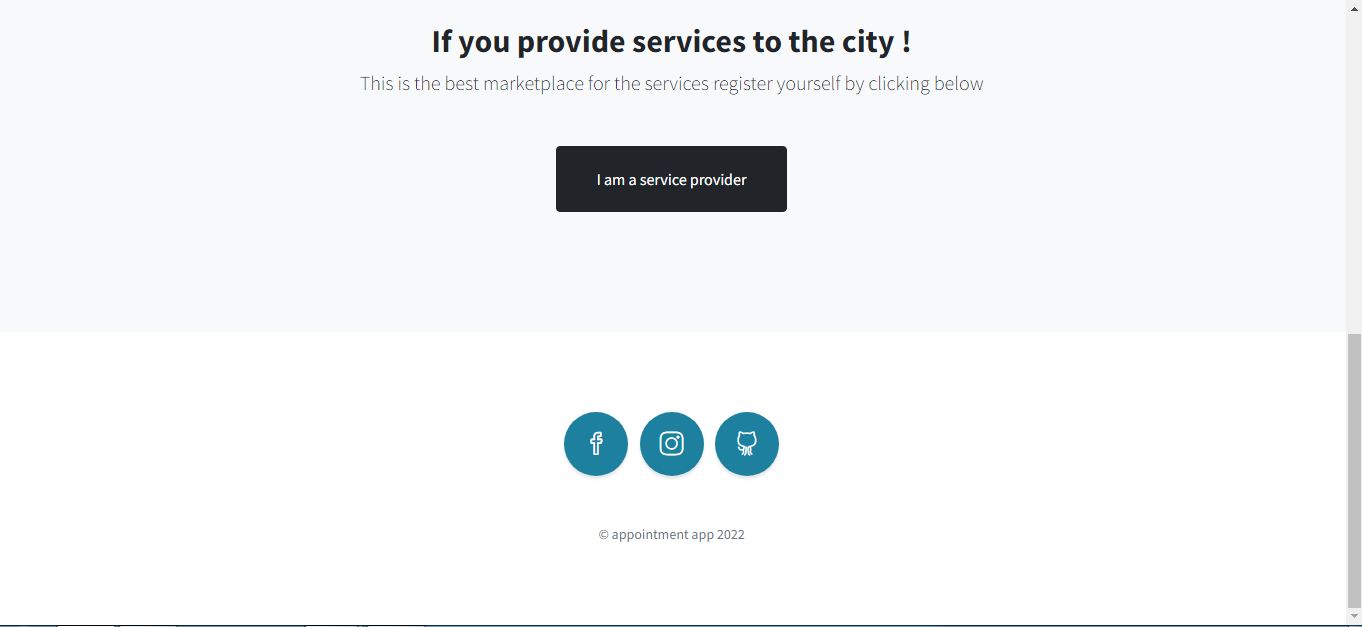 If you provide services to the city !
This is the best marketplace for the services register yourself by clicking below
I am a service provider
© appointment app 2022